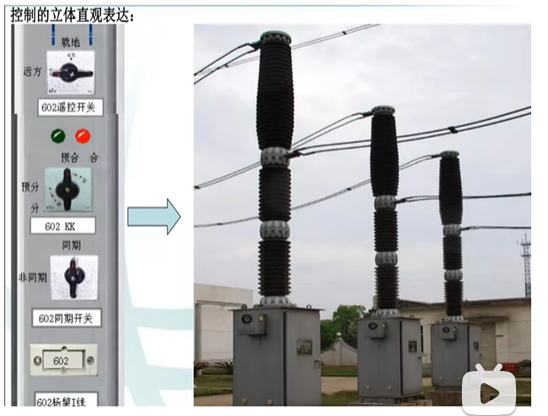 控制的立体直观表达：
就地
远方
602遥控开关
预合 合
预分
分
602 KK
同期
非同期
602同期开关
602
602杨黎I线